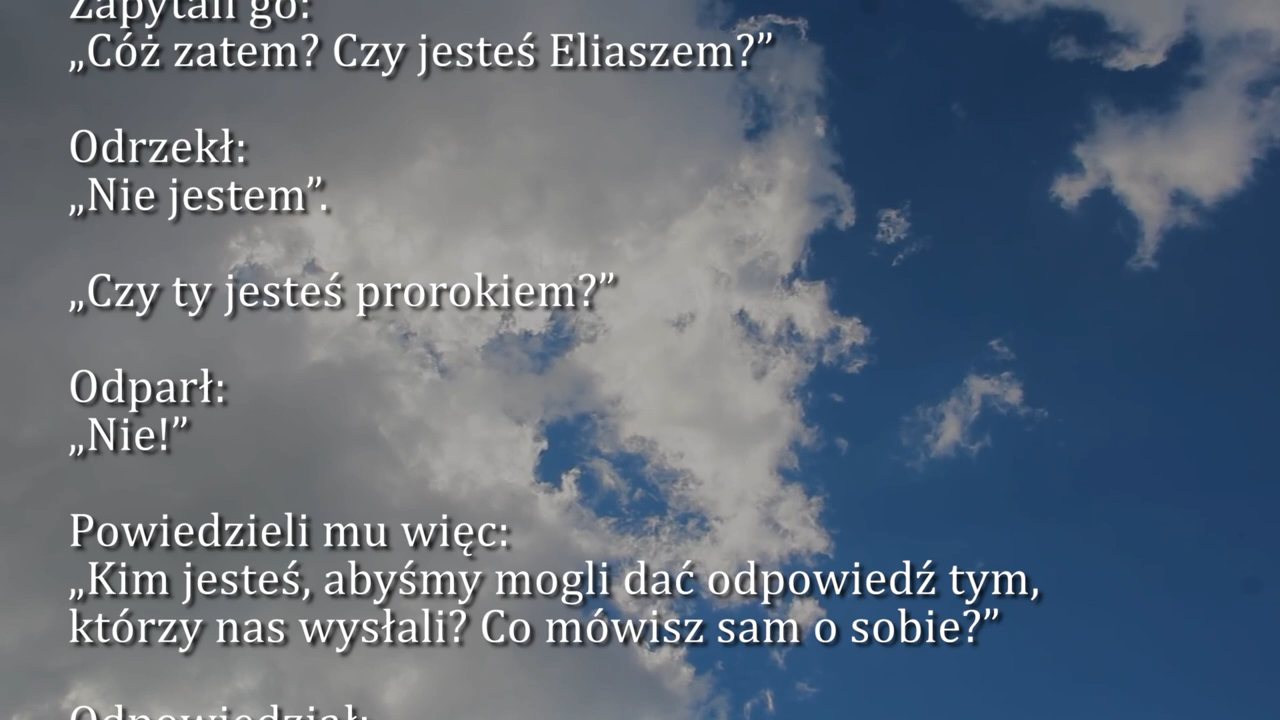 Zapytali go:
„Cóż zatem? Czy jesteś Eliaszem?”
Odrzekł:
„Nie jestem”.
„Czy ty jesteś prorokiem?”
Odparł:
„Nie!”
Powiedzieli mu więc:
„Kim jesteś, abyśmy mogli dać odpowiedź tym,
którzy nas wysłali? Co mówisz sam o sobie?”
Odpowiedział: